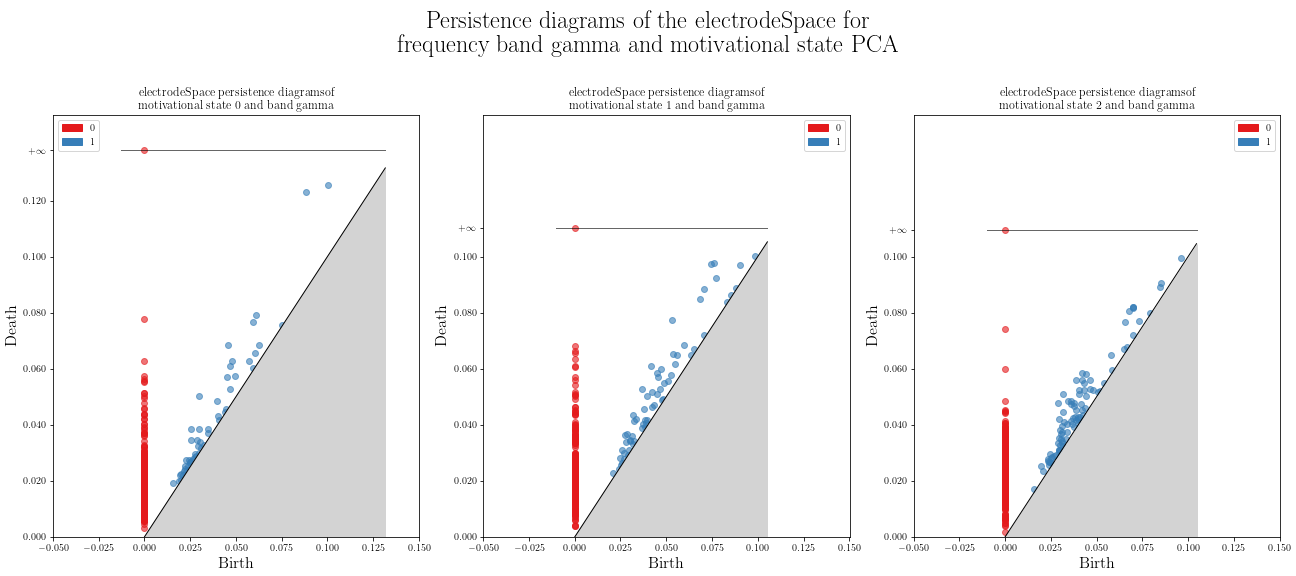 Persistence diagrams of the electrodeSpace for
frequency band gamma and motivational state PCA
electrodeSpace persistence diagramsof
motivational state 0 and band gamma
0
1
+∞
0.120
0.100
0.080
0.060
0.040
0.020
0.000
Death
−0.050 −0.025 0.000 0.025 0.050 0.075 0.100 0.125 0.150
Birth
electrodeSpace persistence diagramsof
motivational state 1 and band gamma
0
1
+∞
0.100
0.080
0.060
0.040
0.020
0.000
Death
−0.050 −0.025 0.000 0.025 0.050 0.075 0.100 0.125 0.150
Birth
electrodeSpace persistence diagramsof
motivational state 2 and band gamma
0
1
+∞
0.100
0.080
0.060
0.040
0.020
0.000
Death
−0.050 −0.025 0.000 0.025 0.050 0.075 0.100 0.125 0.150
Birth